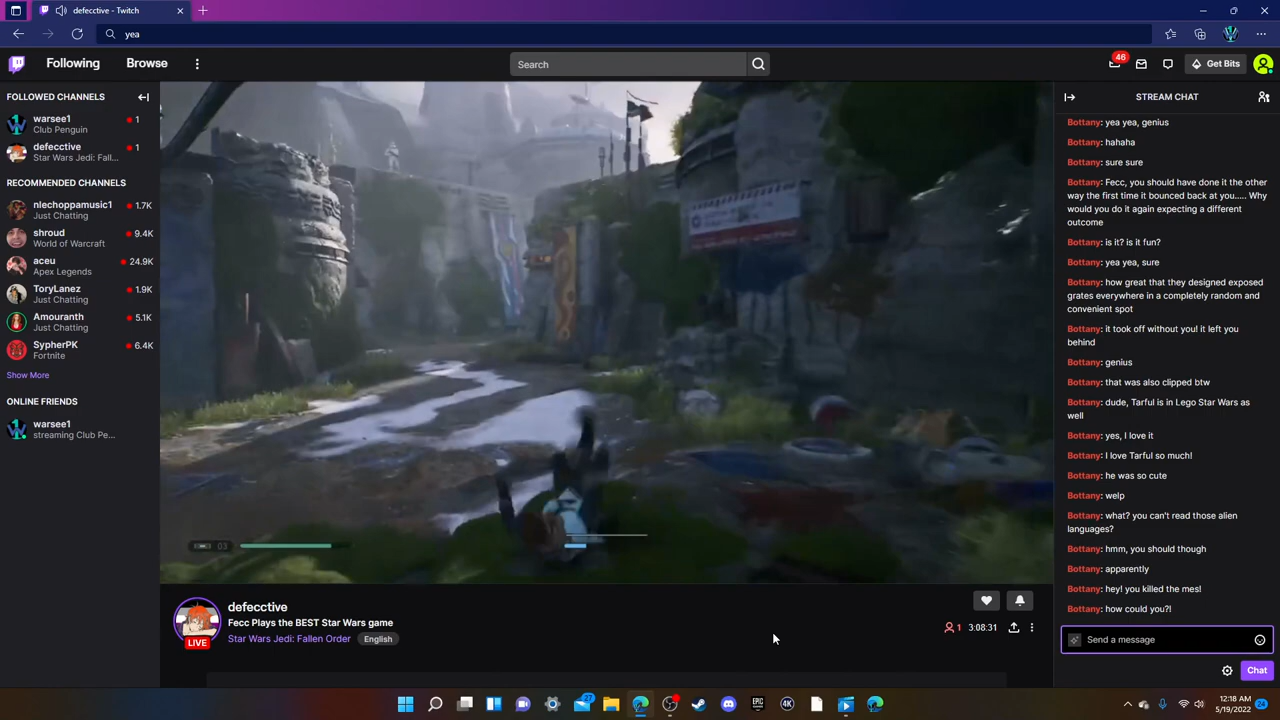 defecctive - Twitch
yea
Following
Browse
Search
46
Get Bits
FOLLOWED CHANNELS
warsee1
1
Club Penguin
defecctive
1
Star Wars Jedi: Fall...
RECOMMENDED CHANNELS
nlechoppamusic1
1.7K
Just Chatting
shroud
9.4K
World of Warcraft
aceu
24.9K
Apex Legends
ToryLanez
1.9K
Just Chatting
Amouranth
5.1K
Just Chatting
SypherPK
6.4K
Fortnite
Show More
ONLINE FRIENDS
warsee1
streaming Club Pe...
03
LIVE
defecctive
Fecc Plays the BEST Star Wars game
Star Wars Jedi: Fallen Order
English
1
3:08:31
STREAM CHAT
Bottany: yea yea, genius
Bottany: hahaha
Bottany: sure sure
Bottany: Fecc, you should have done it the other
way the first time it bounced back at you..... Why
would you do it again expecting a different
outcome
Bottany: is it? is it fun?
Bottany: yea yea, sure
Bottany: how great that they designed exposed
grates everywhere in a completely random and
convenient spot
Bottany: it took off without you! it left you
behind
Bottany: genius
Bottany: that was also clipped btw
Bottany: dude, Tarful is in Lego Star Wars as
well
Bottany: yes, I love it
Bottany: I love Tarful so much!
Bottany: he was so cute
Bottany: welp
Bottany: what? you can't read those alien
languages?
Bottany: hmm, you should though
Bottany: apparently
Bottany: hey! you killed the mes!
Bottany: how could you?!
Send a message
Chat
27
EPIC
4K
12:18 AM
5/19/2022
24